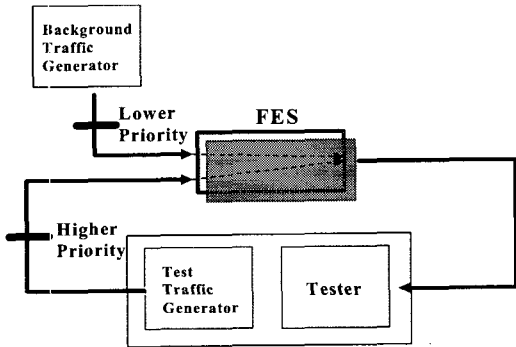 Background
Traffic
Generator
Lower
Priority
FES
Higher
Priority
Test
Traffic
Generator
Tester